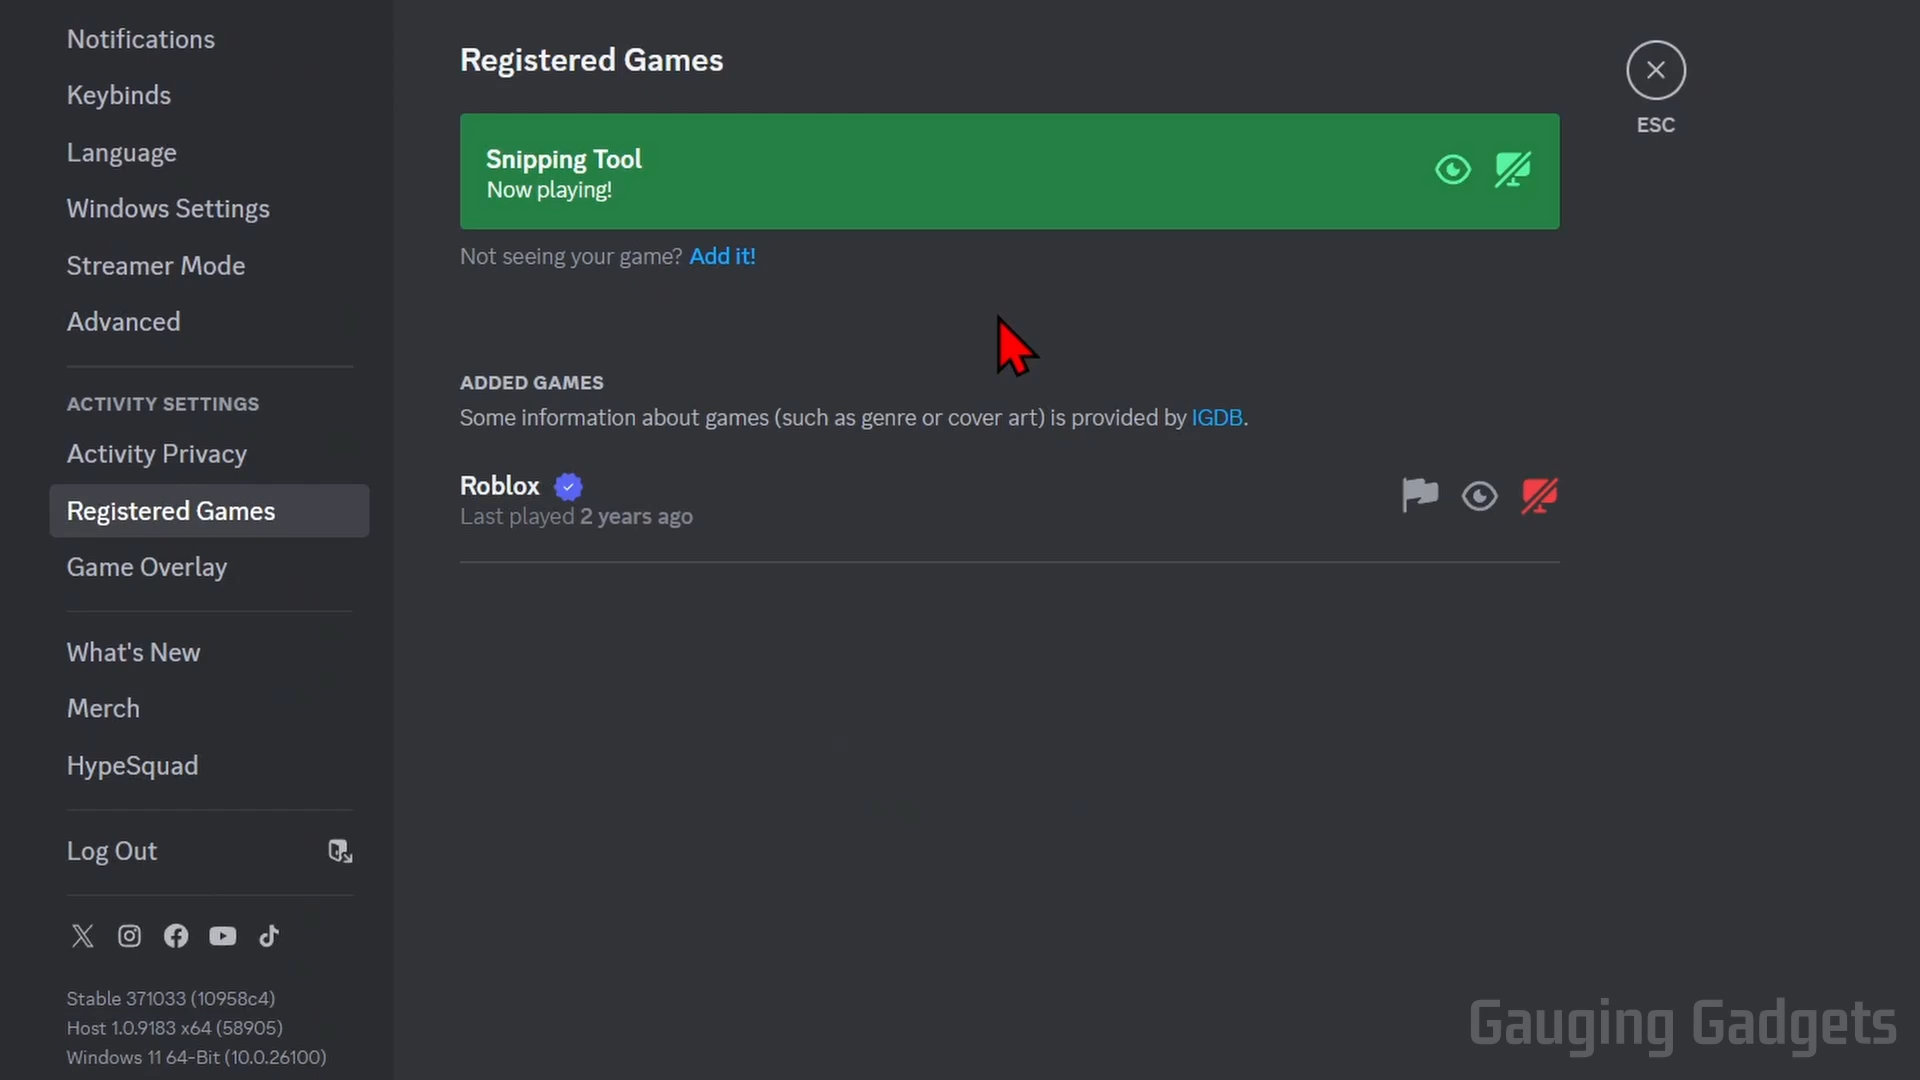 Notifications
Keybinds
Language
Windows Settings
Streamer Mode
Advanced
ACTIVITY SETTINGS
Activity Privacy
Registered Games
Game Overlay
What's New
Merch
HypeSquad
Log Out
Stable 371033 (10958c4)
Host 1.0.9183 x64 (58905)
Windows 11 64-Bit (10.0.26100)
Registered Games
Snipping Tool
Now playing!
Not seeing your game? Add it!
ADDED GAMES
Some information about games (such as genre or cover art) is provided by IGDB.
Roblox
Last played 2 years ago
ESC
Gauging Gadgets